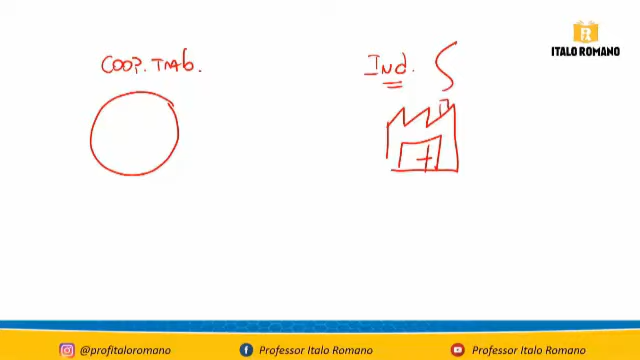 COOP. TRAB.
Ind.
ITALO ROMANO
@profitaloromano
Professor Italo Romano
Professor Italo Romano